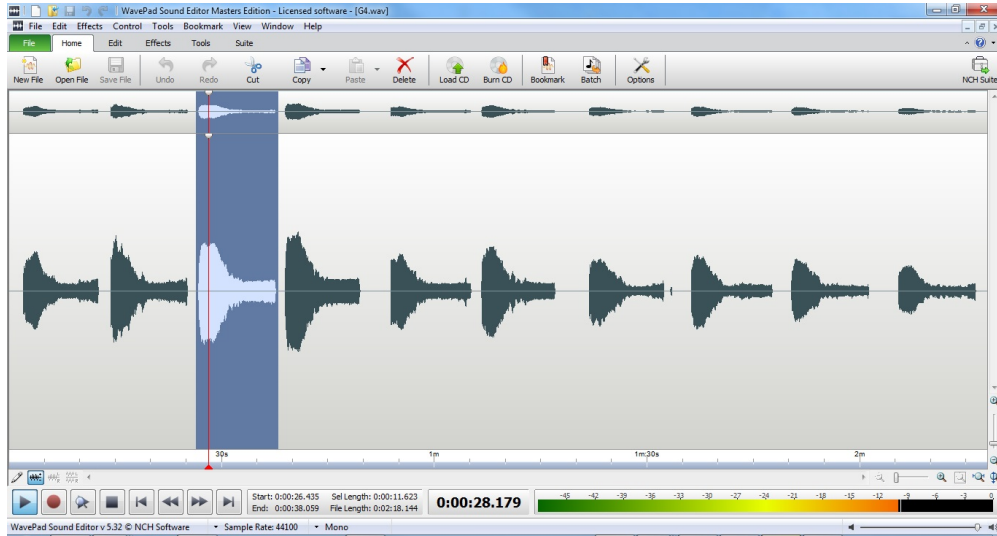 WavePad Sound Editor Masters Edition - Licensed software - [G4.wav]
File Edit Effects Control Tools Bookmark View Window Help
File Home Edit Effects Tools Suite
New File Open File Save File Undo Redo Cut Copy Paste Delete Load CD Burn CD Bookmark Batch Options NCH Suite
30s 1m 1m;30s 2m
Start: 0:00:26.435 Sel Length: 0:00:11.623
End: 0:00:38.059 File Length: 0:02:18.144
0:00:28.179
-45 -42 -39 -36 -33 -30 -27 -24 -21 -18 -15 -12 -9 -6 -3 0
WavePad Sound Editor v 5.32 © NCH Software Sample Rate: 44100 Mono